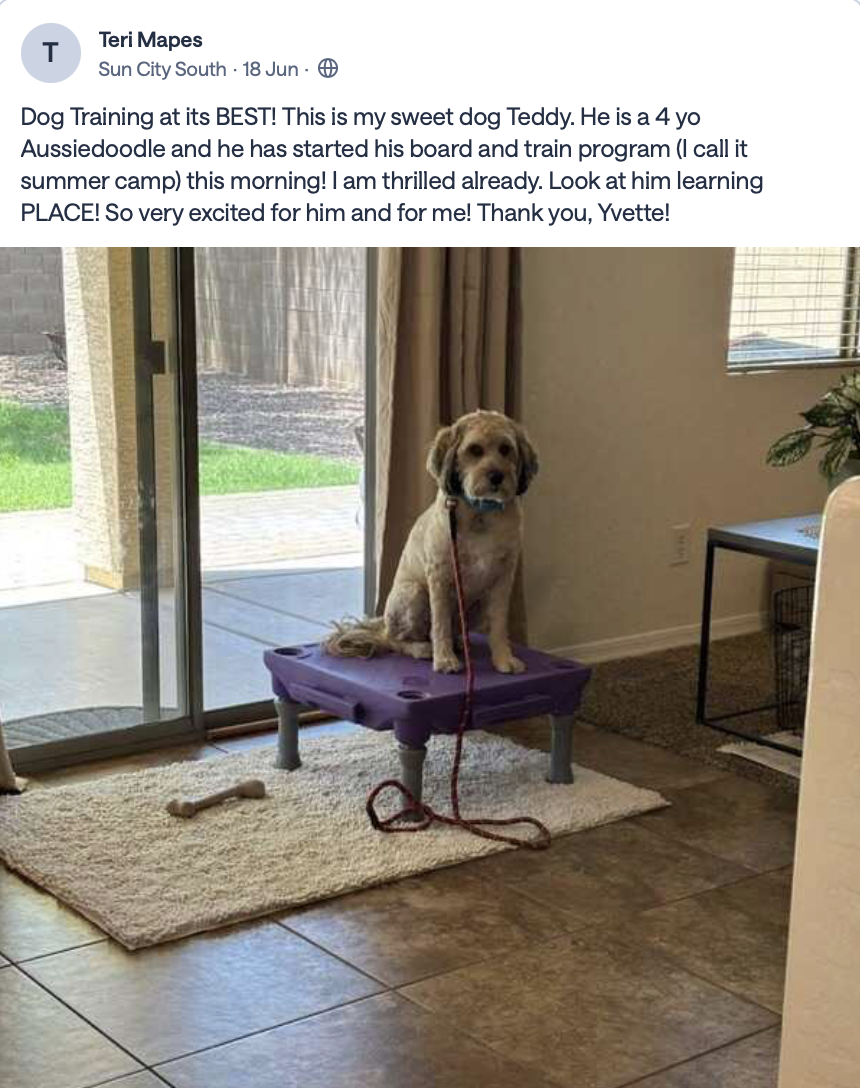 T
Teri Mapes
Sun City South · 18 Jun ·
Dog Training at its BEST! This is my sweet dog Teddy. He is a 4 yo
Aussiedoodle and he has started his board and train program (I call it
summer camp) this morning! I am thrilled already. Look at him learning
PLACE! So very excited for him and for me! Thank you, Yvette!